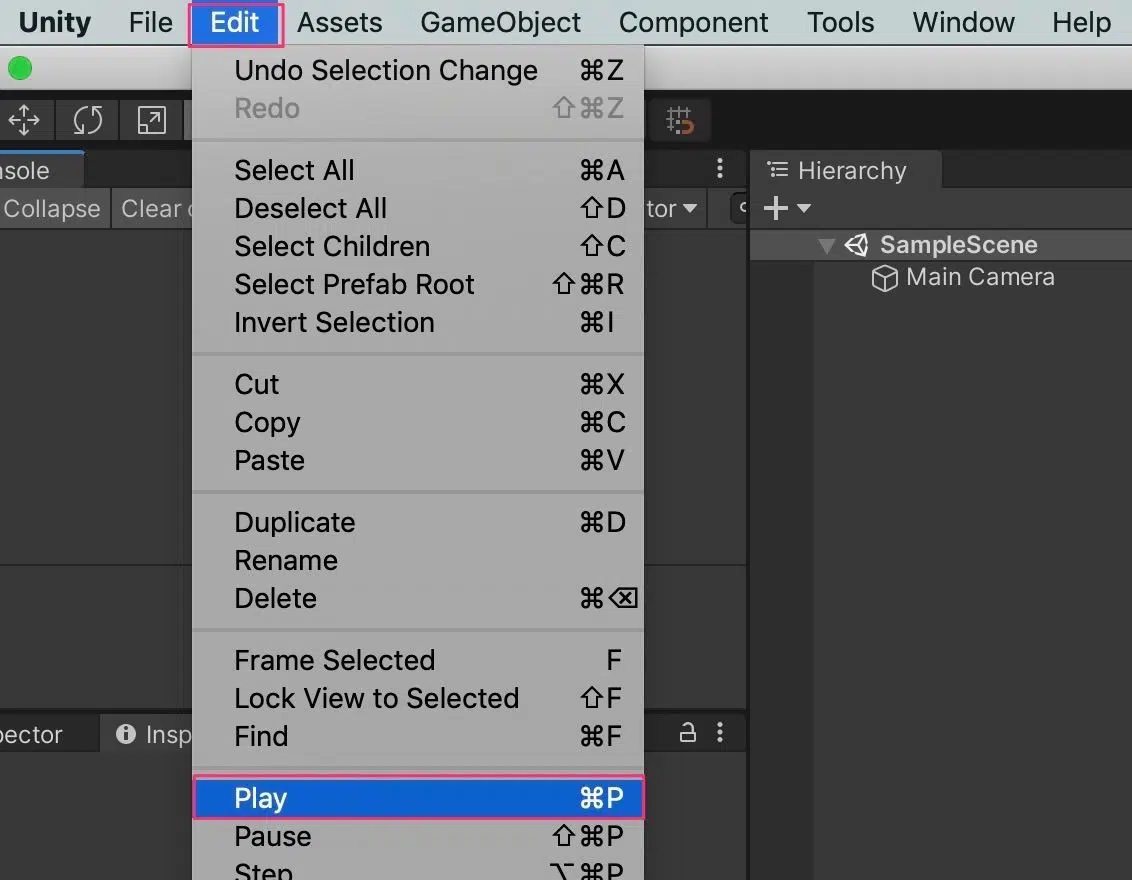 Unity File Edit Assets GameObject Component Tools Window Help
Undo Selection Change ⌘Z
Redo ⇧⌘Z
Select All ⌘A
Deselect All ⇧D
Select Children ⇧C
Select Prefab Root ⇧⌘R
Invert Selection ⌘I
Cut ⌘X
Copy ⌘C
Paste ⌘V
Duplicate ⌘D
Rename
Delete ⌘⌫
Frame Selected F
Lock View to Selected ⇧F
Find ⌘F
Play ⌘P
Pause ⇧⌘P
Step ⌥⌘P
nsole
Collapse Clear
tor
pector
Insp
Hierarchy
SampleScene
Main Camera